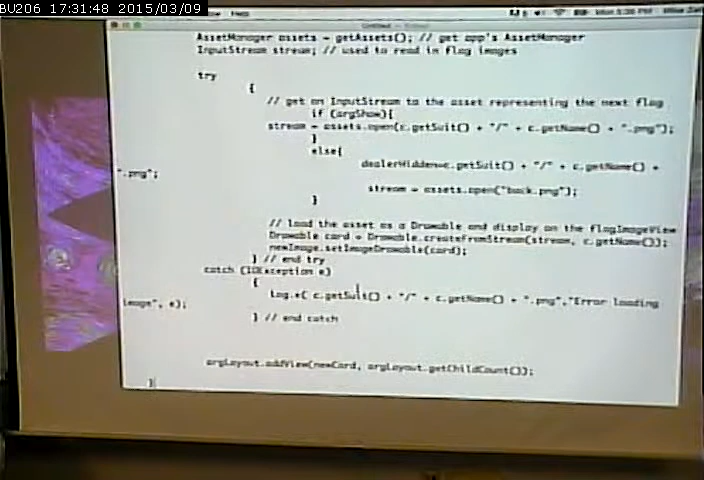 BU206 17:31:48 2015/03/09
Help
AssetManager assets = getAssets(); // get app's AssetManager
InputStream stream; // used to read in flag images
try
{
// get an InputStream to the asset representing the next flag
if (argShow){
stream = assets.open(c.getSuit() + "/" + c.getName() + ".png");
}
else{
dealerHidden=c.getSuit() + "/" + c.getName() +
".png";
stream = assets.open("back.png");
}
// load the asset as a Drawable and display on the flagImageView
Drawable card = Drawable.createFromStream(stream, c.getName());
newImage.setImageDrawable(card);
} // end try
catch (IOException e)
{
Log.e( c.getSuit() + "/" + c.getName() + ".png","Error loading
image", e);
} // end catch
argLayout.addView(newCard, argLayout.getChildCount());
}